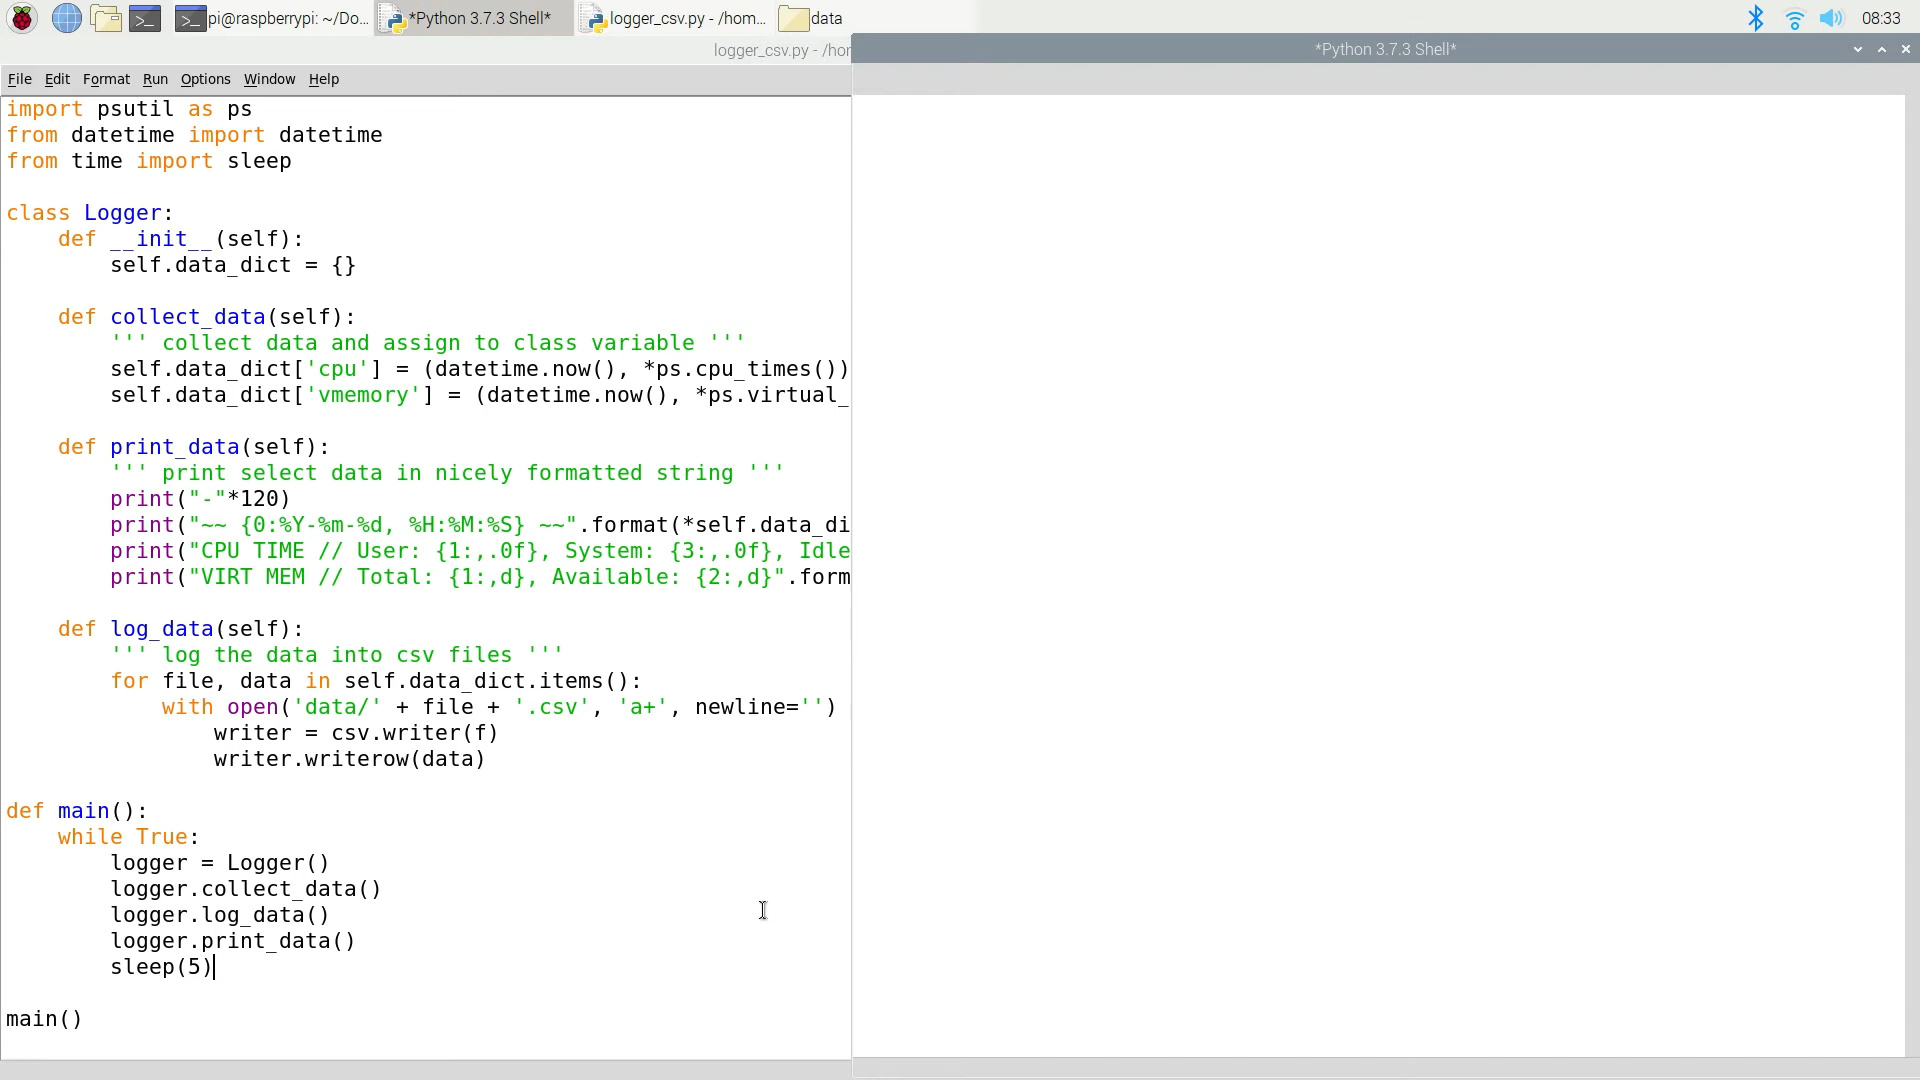 pi@raspberrypi: ~/Do... *Python 3.7.3 Shell* logger_csv.py - /hom... data 08:33
logger_csv.py - /hor
*Python 3.7.3 Shell*
File Edit Format Run Options Window Help
import psutil as ps
from datetime import datetime
from time import sleep
class Logger:
    def __init__(self):
        self.data_dict = {}
    def collect_data(self):
        ''' collect data and assign to class variable '''
        self.data_dict['cpu'] = (datetime.now(), *ps.cpu_times())
        self.data_dict['vmemory'] = (datetime.now(), *ps.virtual_
    def print_data(self):
        ''' print select data in nicely formatted string '''
        print("-"*120)
        print("~~ {0:%Y-%m-%d, %H:%M:%S} ~~".format(*self.data_di
        print("CPU TIME // User: {1:,.0f}, System: {3:,.0f}, Idle
        print("VIRT MEM // Total: {1:,d}, Available: {2:,d}".form
    def log_data(self):
        ''' log the data into csv files '''
        for file, data in self.data_dict.items():
            with open('data/' + file + '.csv', 'a+', newline='')
                writer = csv.writer(f)
                writer.writerow(data)
def main():
    while True:
        logger = Logger()
        logger.collect_data()
        logger.log_data()
        logger.print_data()
        sleep(5)
main()